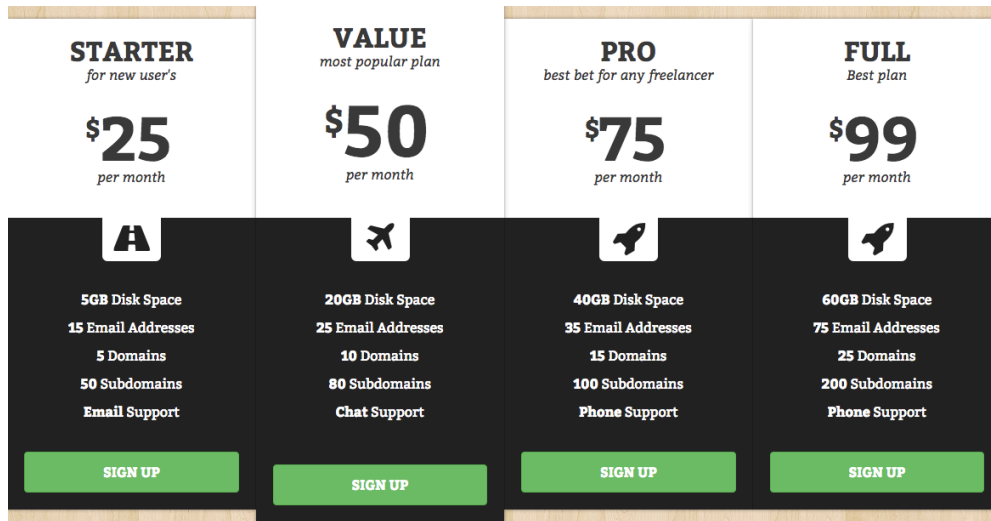 STARTER
for new user's
$25
per month
5GB Disk Space
15 Email Addresses
5 Domains
50 Subdomains
Email Support
SIGN UP
VALUE
most popular plan
$50
per month
20GB Disk Space
25 Email Addresses
10 Domains
80 Subdomains
Chat Support
SIGN UP
PRO
best bet for any freelancer
$75
per month
40GB Disk Space
35 Email Addresses
15 Domains
100 Subdomains
Phone Support
SIGN UP
FULL
Best plan
$99
per month
60GB Disk Space
75 Email Addresses
25 Domains
200 Subdomains
Phone Support
SIGN UP